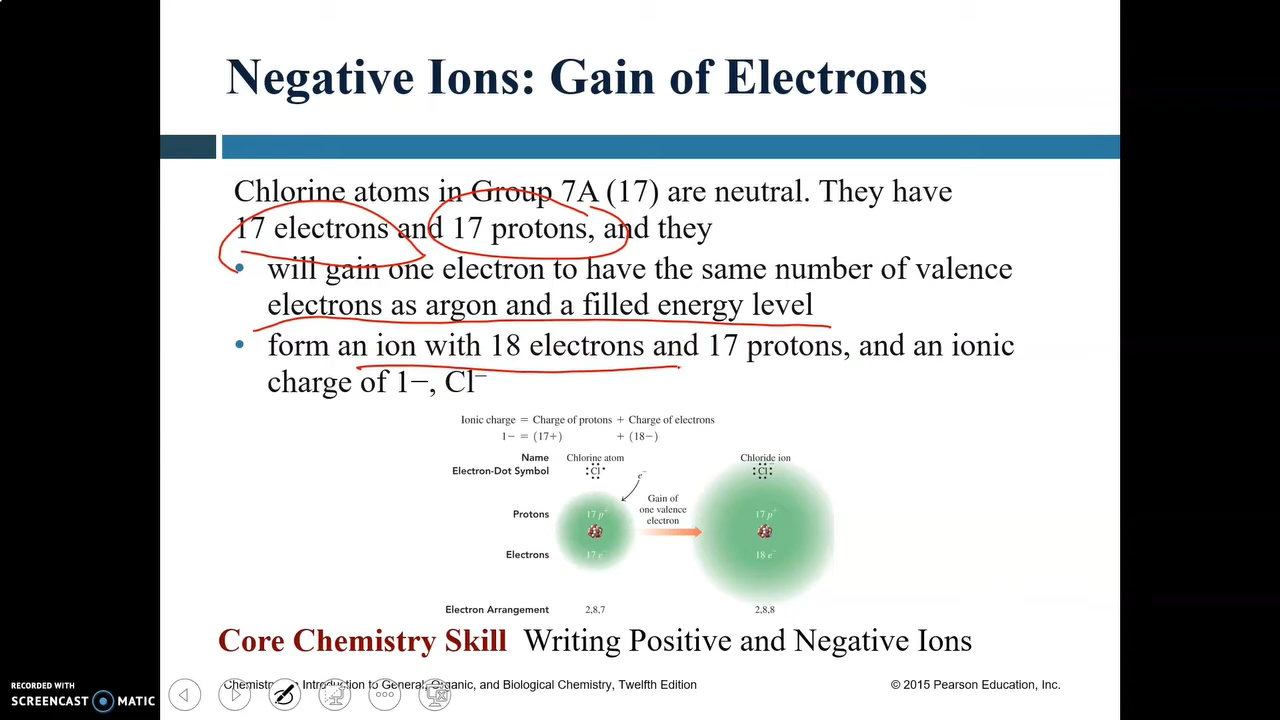 Negative Ions: Gain of Electrons
Chlorine atoms in Group 7A (17) are neutral. They have
17 electrons and 17 protons, and they
• will gain one electron to have the same number of valence
electrons as argon and a filled energy level
• form an ion with 18 electrons and 17 protons, and an ionic
charge of 1−, Cl⁻
Ionic charge = Charge of protons + Charge of electrons
1− = (17+) + (18−)
Name Chlorine atom Chloride ion
Electron-Dot Symbol Cl Cl
e⁻
Gain of
one valence
electron
Protons 17 p⁺ 17 p⁺
Electrons 17 e⁻ 18 e⁻
Electron Arrangement 2,8,7 2,8,8
Core Chemistry Skill Writing Positive and Negative Ions
RECORDED WITH
SCREENCAST MATIC
Introduction to General, Organic, and Biological Chemistry, Twelfth Edition
© 2015 Pearson Education, Inc.